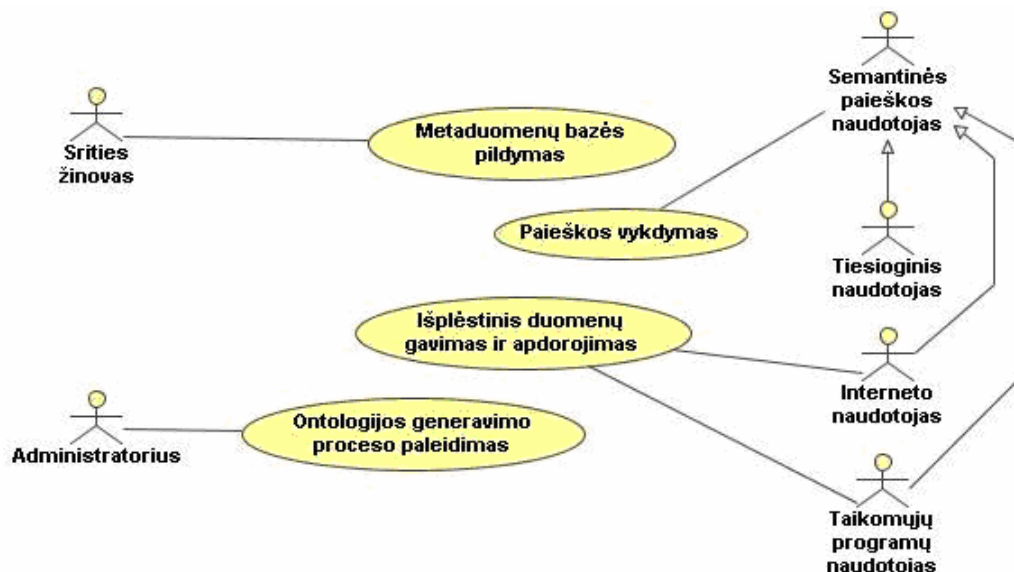 Semantinės
paieškos
naudotojas
Srities
žinovas
Metaduomenų bazės
pildymas
Paieškos vykdymas
Tiesioginis
naudotojas
Išplėstinis duomenų
gavimas ir apdorojimas
Interneto
naudotojas
Administratorius
Ontologijos generavimo
proceso paleidimas
Taikomųjų
programų
naudotojas